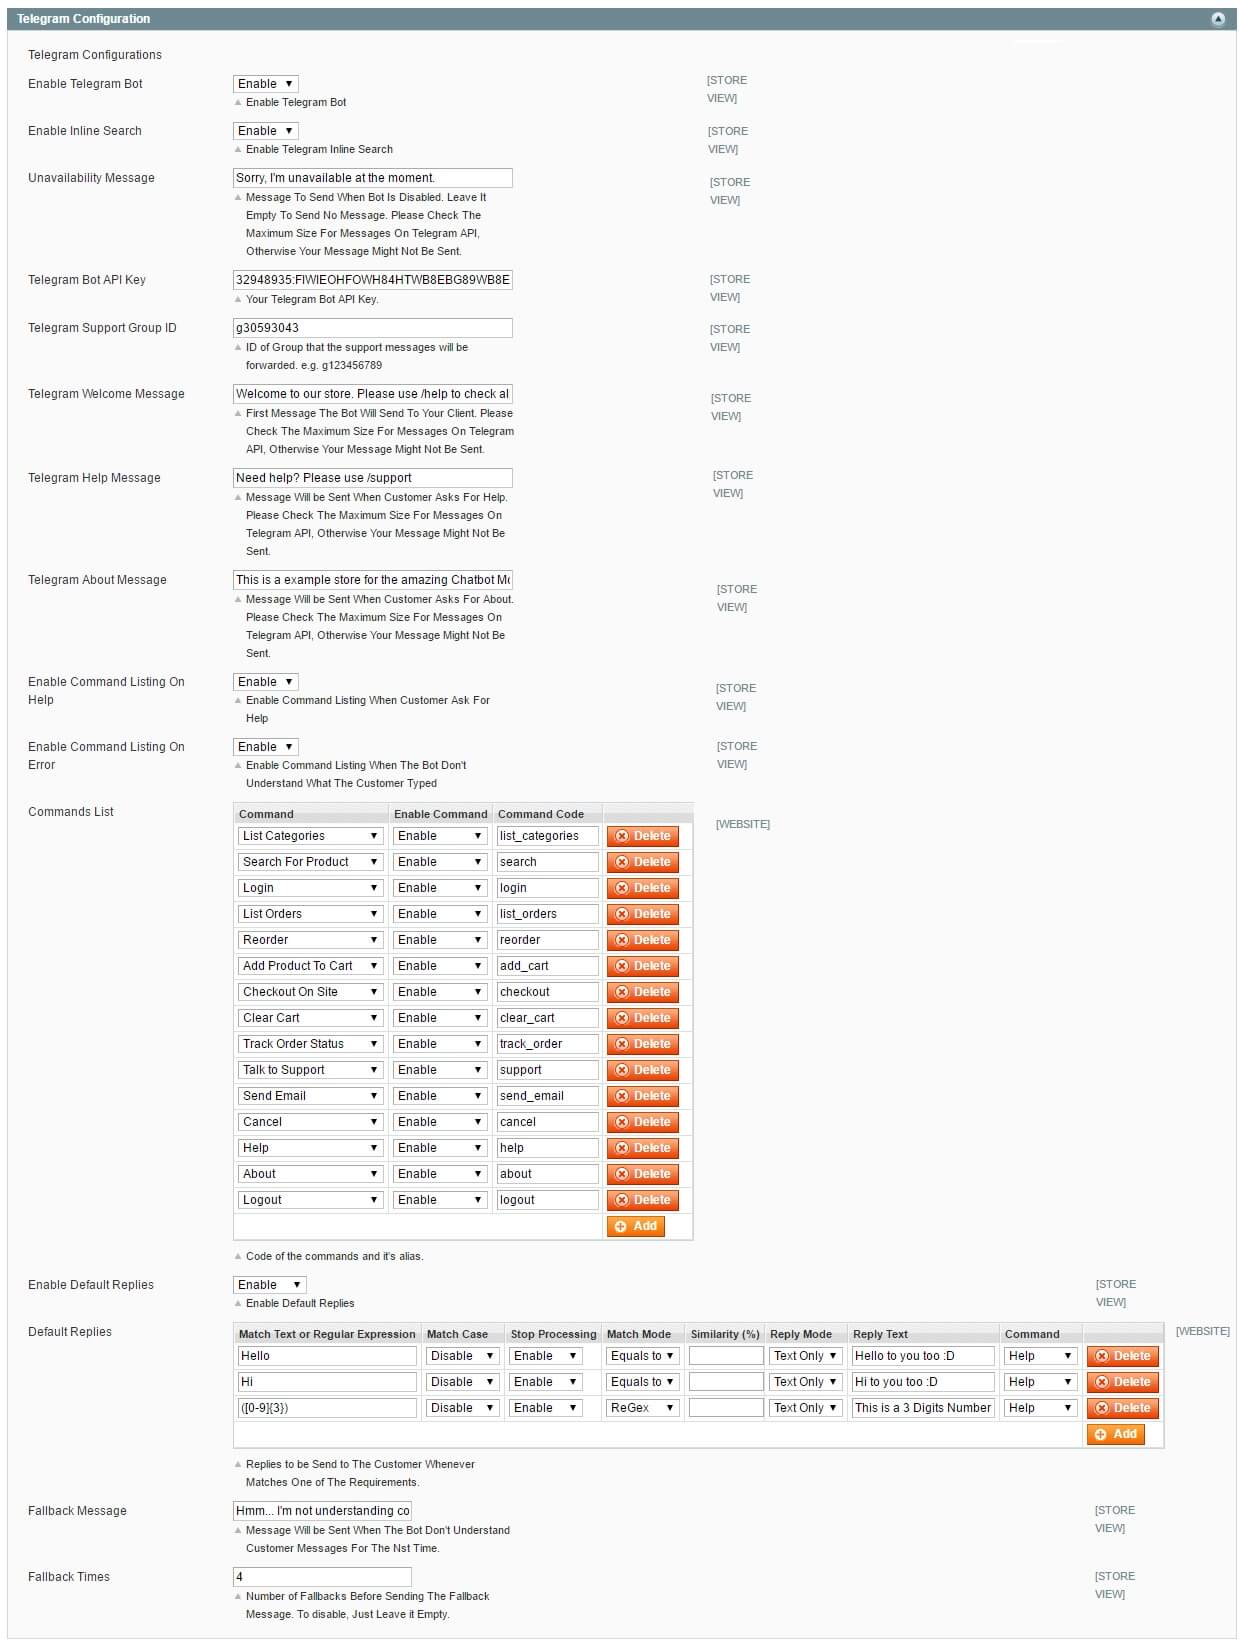 Telegram Configuration
Telegram Configurations
Enable Telegram Bot
Enable
[STORE
VIEW]
Enable Telegram Bot
Enable Inline Search
Enable
[STORE
VIEW]
Enable Telegram Inline Search
Unavailability Message
Sorry, I'm unavailable at the moment.
[STORE
VIEW]
Message To Send When Bot Is Disabled. Leave It
Empty To Send No Message. Please Check The
Maximum Size For Messages On Telegram API,
Otherwise Your Message Might Not Be Sent.
Telegram Bot API Key
32948935:FIWIEOHFOWH84HTWB8EBG89WB8E
[STORE
VIEW]
Your Telegram Bot API Key.
Telegram Support Group ID
g30593043
[STORE
VIEW]
ID of Group that the support messages will be
forwarded. e.g. g123456789
Telegram Welcome Message
Welcome to our store. Please use /help to check al
[STORE
VIEW]
First Message The Bot Will Send To Your Client. Please
Check The Maximum Size For Messages On Telegram
API, Otherwise Your Message Might Not Be Sent.
Telegram Help Message
Need help? Please use /support
[STORE
VIEW]
Message Will be Sent When Customer Asks For Help.
Please Check The Maximum Size For Messages On
Telegram API, Otherwise Your Message Might Not Be
Sent.
Telegram About Message
This is a example store for the amazing Chatbot Mo
[STORE
VIEW]
Message Will be Sent When Customer Asks For About.
Please Check The Maximum Size For Messages On
Telegram API, Otherwise Your Message Might Not Be
Sent.
Enable Command Listing On
Help
Enable
[STORE
VIEW]
Enable Command Listing When Customer Ask For
Help
Enable Command Listing On
Error
Enable
[STORE
VIEW]
Enable Command Listing When The Bot Don't
Understand What The Customer Typed
Commands List
[WEBSITE]
Command Enable Command Command Code
List Categories Enable list_categories Delete
Search For Product Enable search Delete
Login Enable login Delete
List Orders Enable list_orders Delete
Reorder Enable reorder Delete
Add Product To Cart Enable add_cart Delete
Checkout On Site Enable checkout Delete
Clear Cart Enable clear_cart Delete
Track Order Status Enable track_order Delete
Talk to Support Enable support Delete
Send Email Enable send_email Delete
Cancel Enable cancel Delete
Help Enable help Delete
About Enable about Delete
Logout Enable logout Delete
Add
Code of the commands and it's alias.
Enable Default Replies
Enable
[STORE
VIEW]
Enable Default Replies
Default Replies
[WEBSITE]
Match Text or Regular Expression Match Case Stop Processing Match Mode Similarity (%) Reply Mode Reply Text Command
Hello Disable Enable Equals to Text Only Hello to you too :D Help Delete
Hi Disable Enable Equals to Text Only Hi to you too :D Help Delete
([0-9]{3}) Disable Enable ReGex Text Only This is a 3 Digits Number Help Delete
Add
Replies to be Send to The Customer Whenever
Matches One of The Requirements.
Fallback Message
Hmm... I'm not understanding co
[STORE
VIEW]
Message Will be Sent When The Bot Don't Understand
Customer Messages For The Nst Time.
Fallback Times
4
[STORE
VIEW]
Number of Fallbacks Before Sending The Fallback
Message. To disable, Just Leave it Empty.